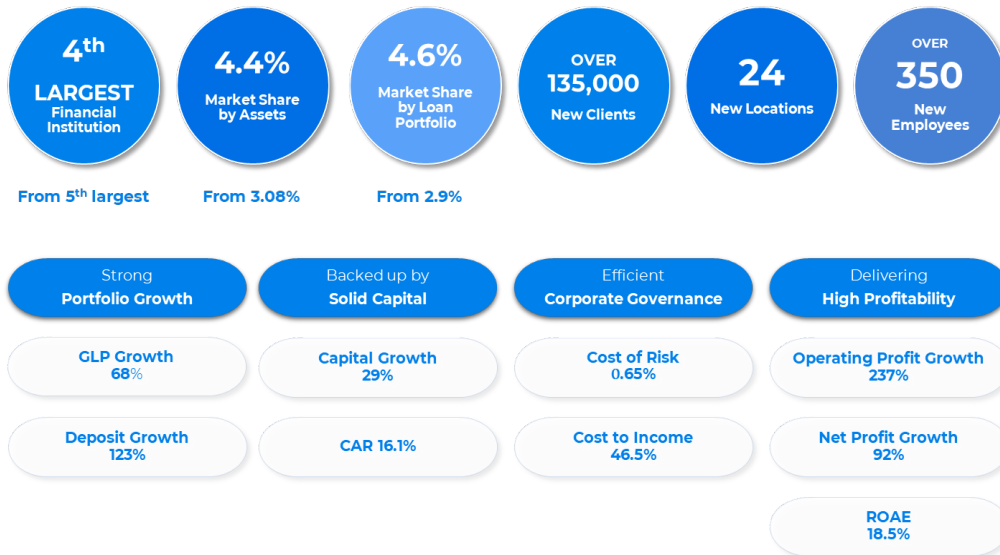 4th
LARGEST
Financial
Institution
4.4%
Market Share
by Assets
4.6%
Market Share
by Loan
Portfolio
OVER
135,000
New Clients
24
New Locations
OVER
350
New
Employees
From 5th largest
From 3.08%
From 2.9%
Strong
Portfolio Growth
GLP Growth
68%
Deposit Growth
123%
Backed up by
Solid Capital
Capital Growth
29%
CAR 16.1%
Efficient
Corporate Governance
Cost of Risk
0.65%
Cost to Income
46.5%
Delivering
High Profitability
Operating Profit Growth
237%
Net Profit Growth
92%
ROAE
18.5%